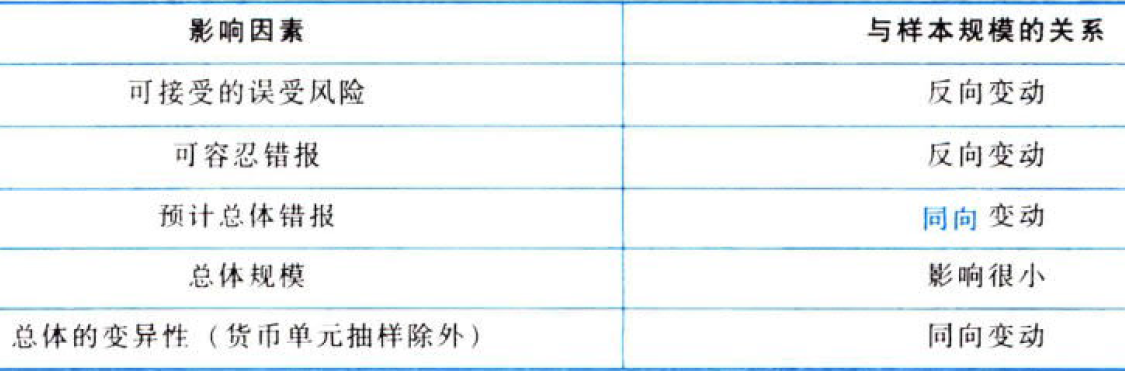 影响因素 与样本规模的关系
可接受的误受风险 反向变动
可容忍错报 反向变动
预计总体错报 同向 变动
总体规模 影响很小
总体的变异性（货币单元抽样除外） 同向变动